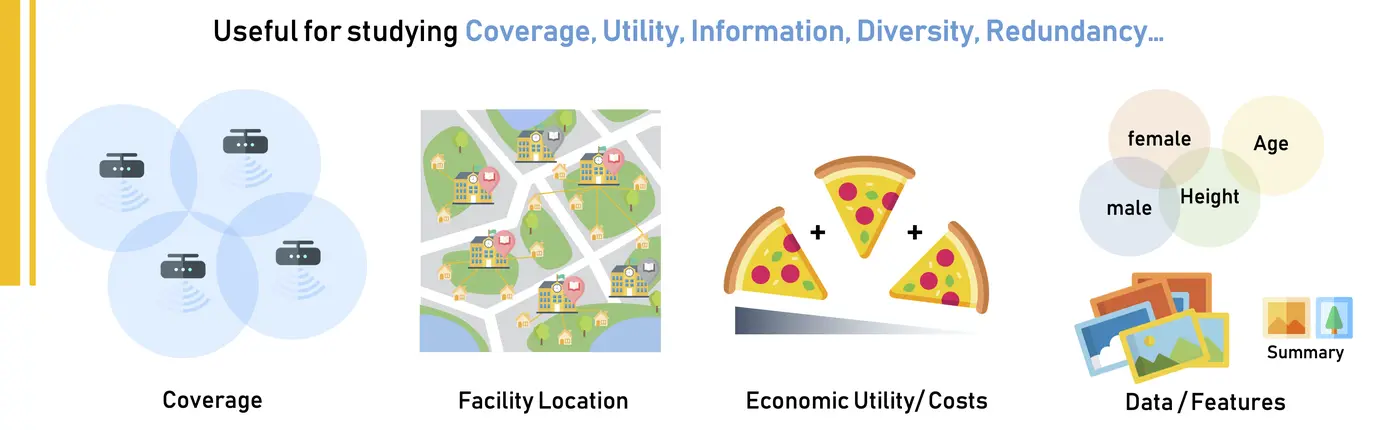 Useful for studying Coverage, Utility, Information, Diversity, Redundancy...
female
Age
male
Height
+
+
Summary
Coverage
Facility Location
Economic Utility/ Costs
Data / Features